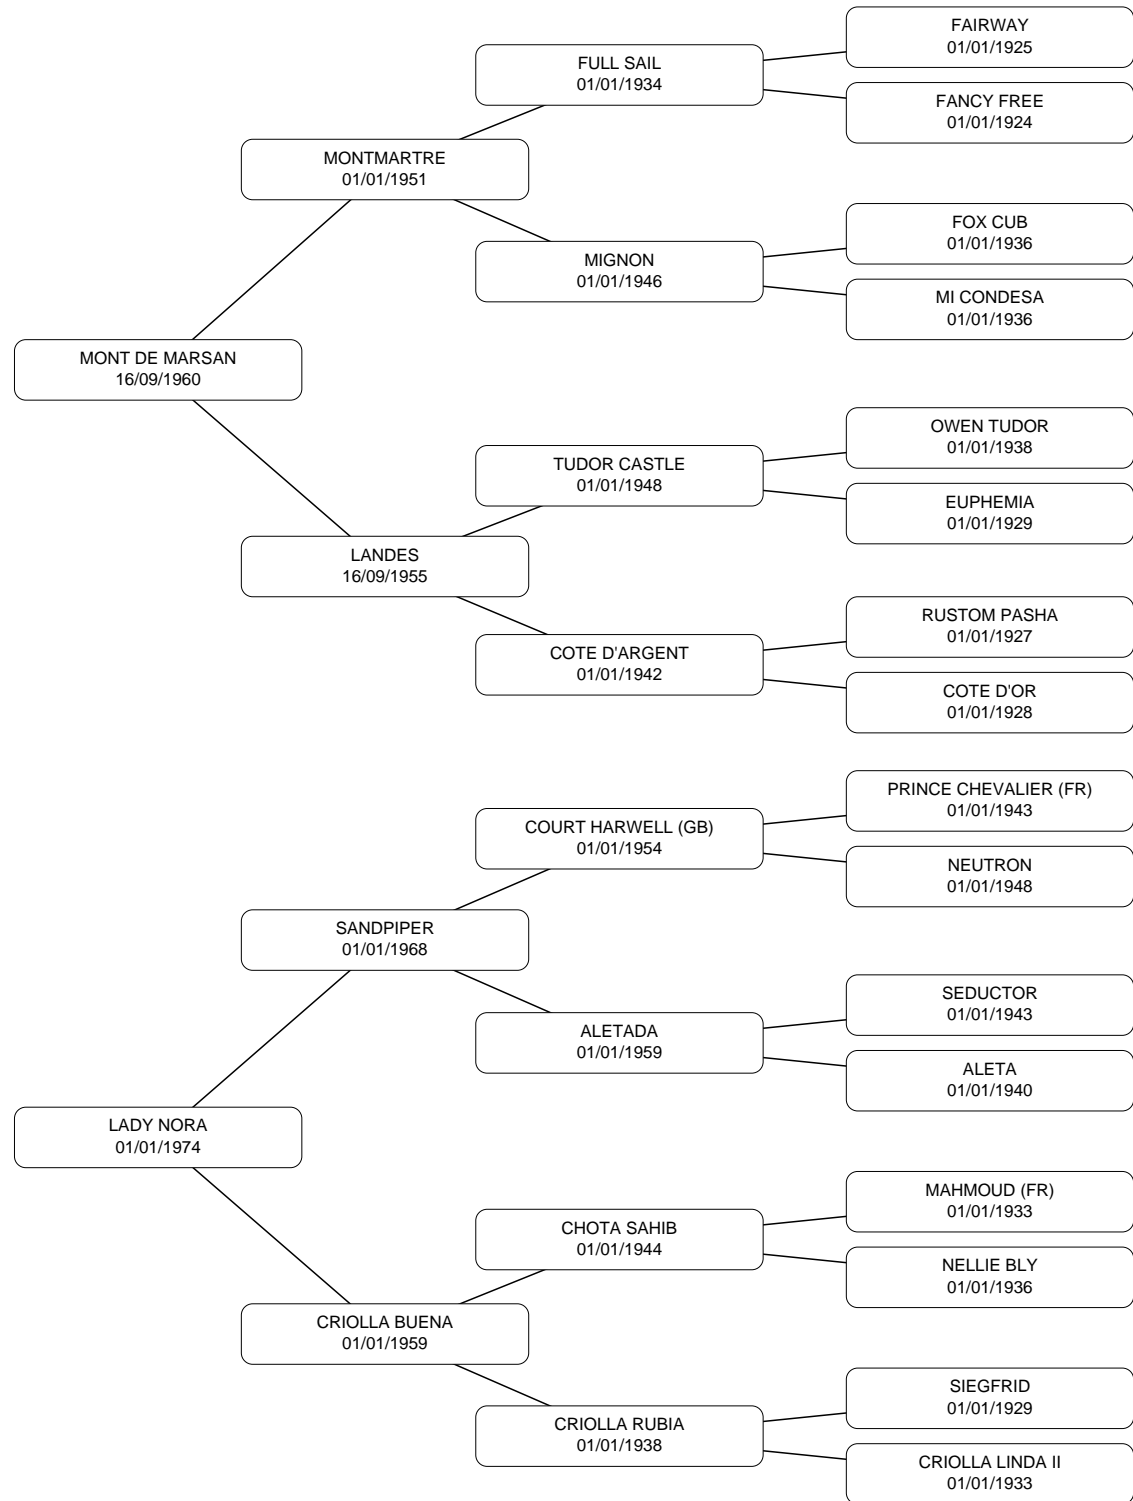 FAIRWAY
01/01/1925
FULL SAIL
01/01/1934
FANCY FREE
01/01/1924
MONTMARTRE
01/01/1951
FOX CUB
01/01/1936
MIGNON
01/01/1946
MI CONDESA
01/01/1936
MONT DE MARSAN
16/09/1960
OWEN TUDOR
01/01/1938
TUDOR CASTLE
01/01/1948
EUPHEMIA
01/01/1929
LANDES
16/09/1955
RUSTOM PASHA
01/01/1927
COTE D'ARGENT
01/01/1942
COTE D'OR
01/01/1928
PRINCE CHEVALIER (FR)
01/01/1943
COURT HARWELL (GB)
01/01/1954
NEUTRON
01/01/1948
SANDPIPER
01/01/1968
SEDUCTOR
01/01/1943
ALETADA
01/01/1959
ALETA
01/01/1940
LADY NORA
01/01/1974
MAHMOUD (FR)
01/01/1933
CHOTA SAHIB
01/01/1944
NELLIE BLY
01/01/1936
CRIOLLA BUENA
01/01/1959
SIEGFRID
01/01/1929
CRIOLLA RUBIA
01/01/1938
CRIOLLA LINDA II
01/01/1933